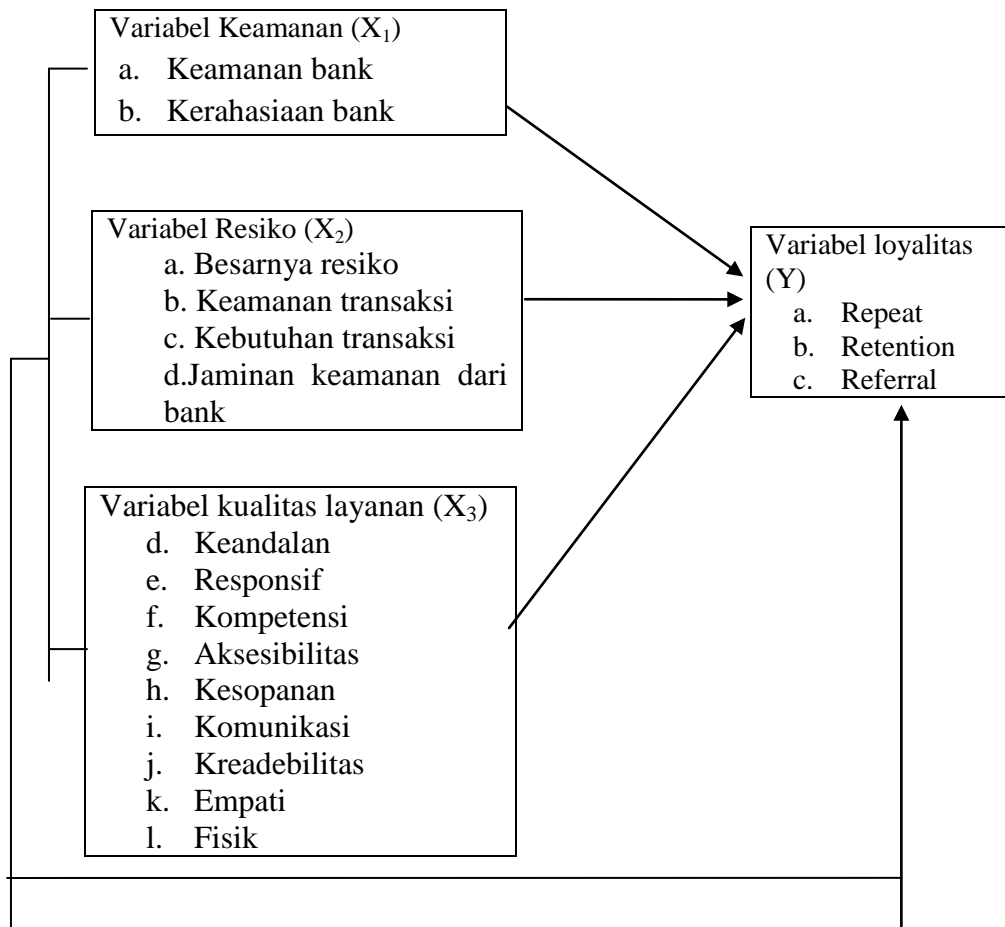 Variabel Keamanan (X₁)
a. Keamanan bank
b. Kerahasiaan bank
Variabel Resiko (X₂)
a. Besarnya resiko
b. Keamanan transaksi
c. Kebutuhan transaksi
d.Jaminan keamanan dari
bank
Variabel loyalitas
(Y)
a. Repeat
b. Retention
c. Referral
Variabel kualitas layanan (X₃)
d. Keandalan
e. Responsif
f. Kompetensi
g. Aksesibilitas
h. Kesopanan
i. Komunikasi
j. Kreadebilitas
k. Empati
l. Fisik